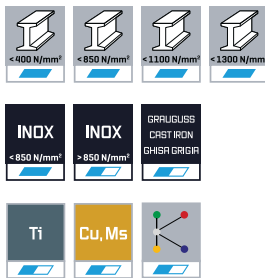 <400 N/mm²
<850 N/mm²
<1100 N/mm²
<1300 N/mm²
INOX
<850 N/mm²
INOX
>850 N/mm²
GRAUGUSS
CAST IRON
GHISA GRIGIA
Ti
Cu, Ms